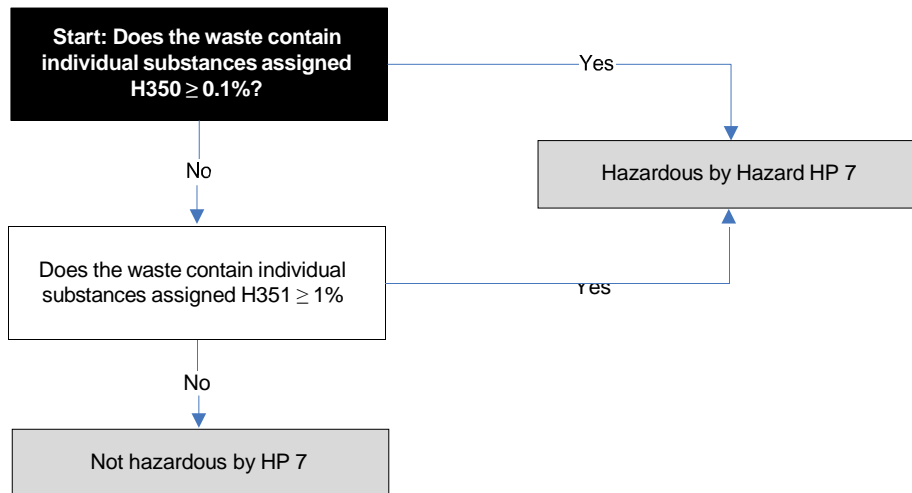 Start: Does the waste contain
individual substances assigned
H350 ≥ 0.1%?
Yes
Hazardous by Hazard HP 7
No
Does the waste contain individual
substances assigned H351 ≥ 1%
Yes
No
Not hazardous by HP 7